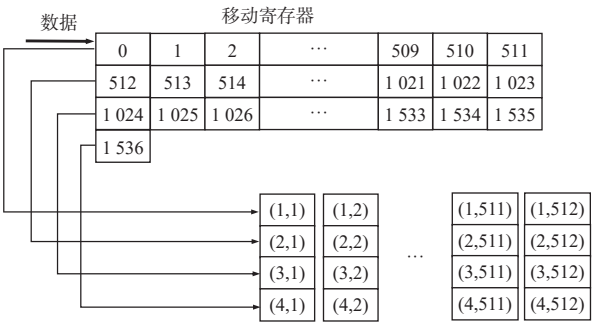 移动寄存器
数据
0 1 2 … 509 510 511
512 513 514 1 021 1 022 1 023
1 024 1 025 1 026 … 1 533 1 534 1 535
1 536
(1,1) (1,2) (1,511) (1,512)
(2,1) (2,2) … (2,511) (2,512)
(3,1) (3,2) (3,511) (3,512)
(4,1) (4,2) (4,511) (4,512)